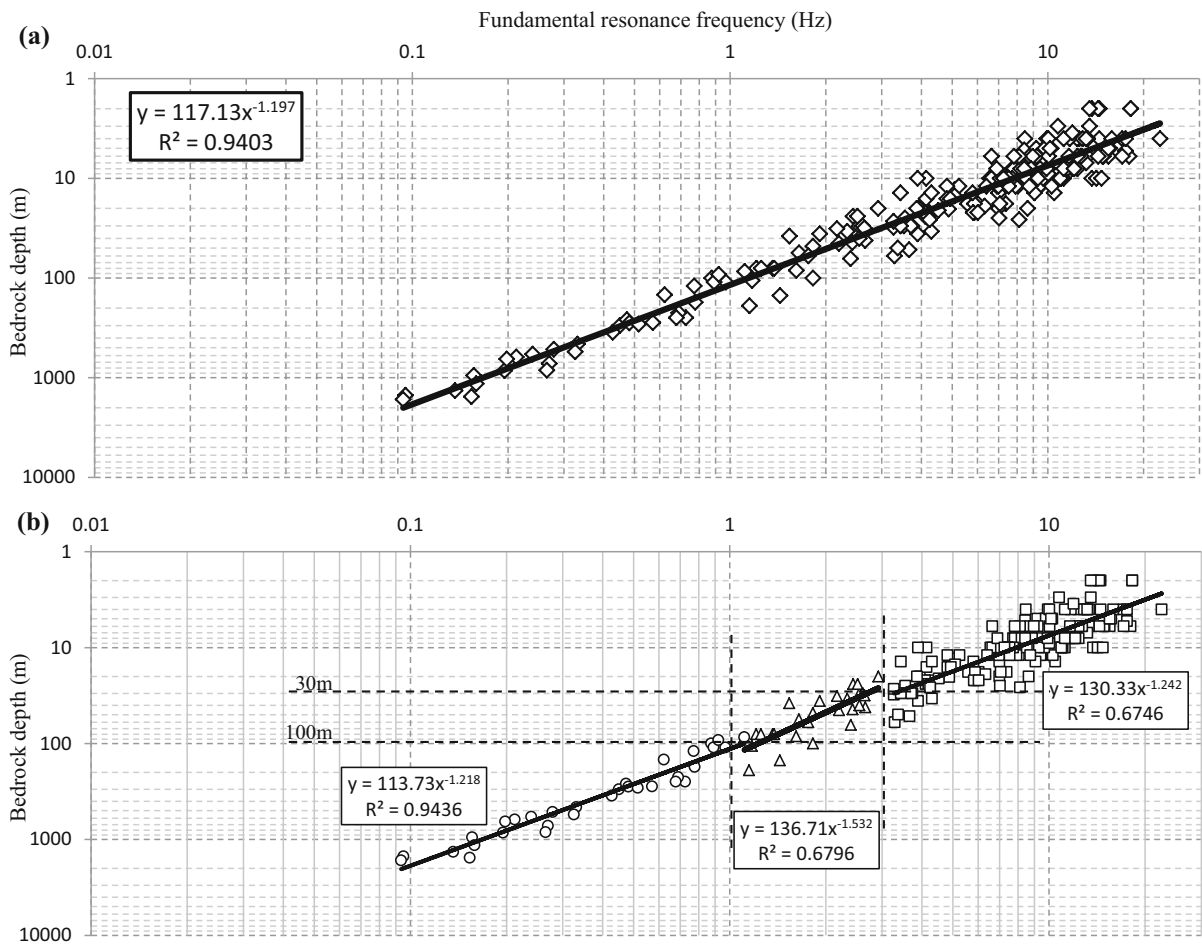 Fundamental resonance frequency (Hz)
(a)
0.01 0.1 1 10
1
y = 117.13x^-1.197
R² = 0.9403
10
Bedrock depth (m)
100
1000
10000
(b)
0.01 0.1 1 10
1
10
Bedrock depth (m)
30m
y = 130.33x^-1.242
R² = 0.6746
100m
100
y = 113.73x^-1.218
R² = 0.9436
1000
y = 136.71x^-1.532
R² = 0.6796
10000